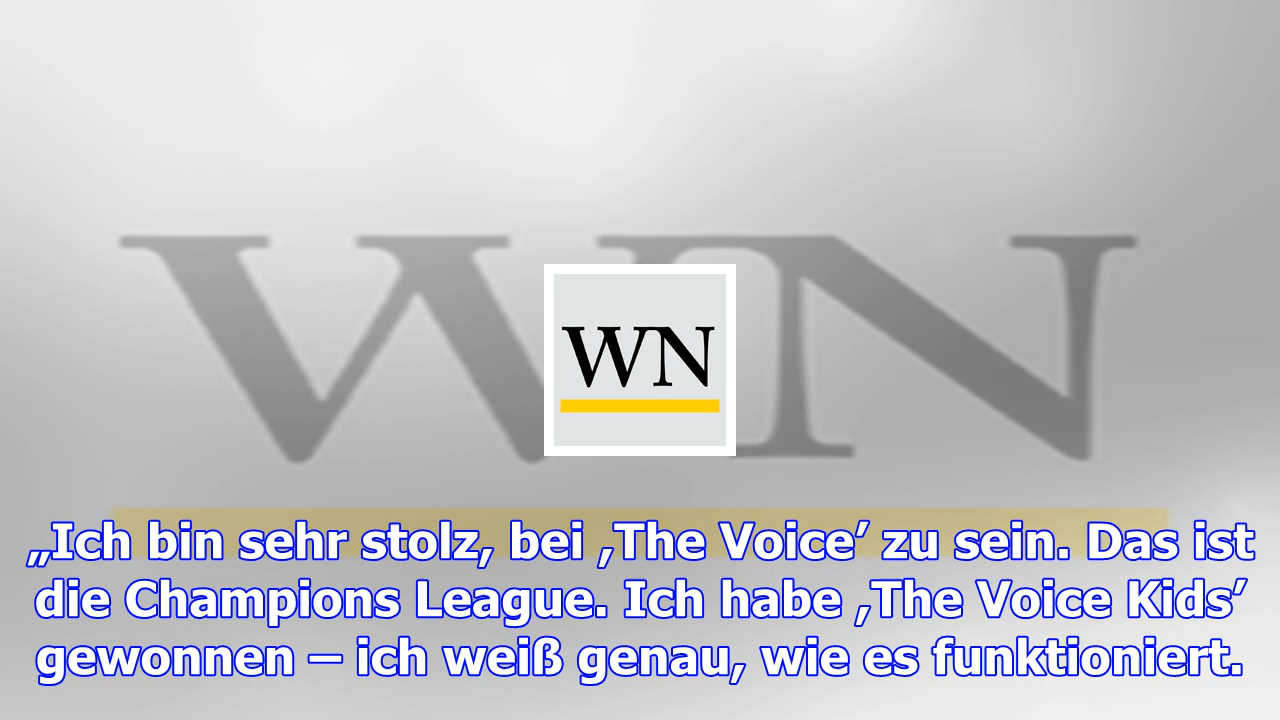 WN
WN
„Ich bin sehr stolz, bei ‚The Voice’ zu sein. Das ist
die Champions League. Ich habe ‚The Voice Kids’
gewonnen – ich weiß genau, wie es funktioniert.